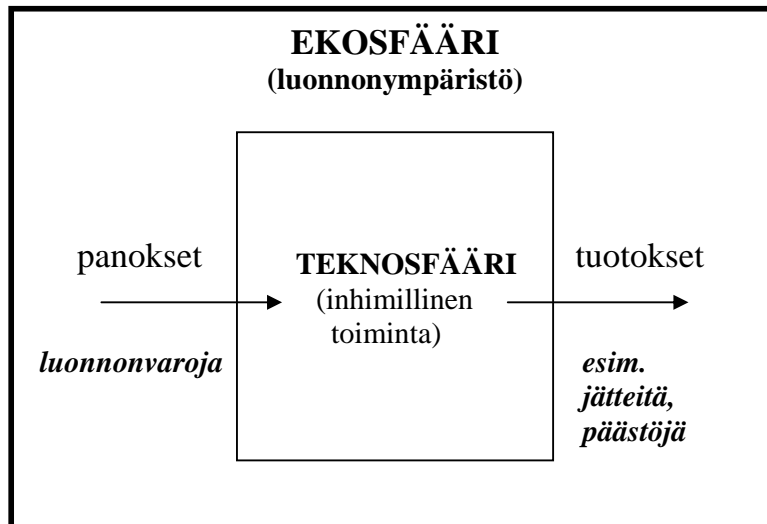 EKOSFÄÄRI
(luonnonympäristö)
panokset
luonnonvaroja
TEKNOSFÄÄRI
(inhimillinen
toiminta)
tuotokset
esim.
jätteitä,
päästöjä